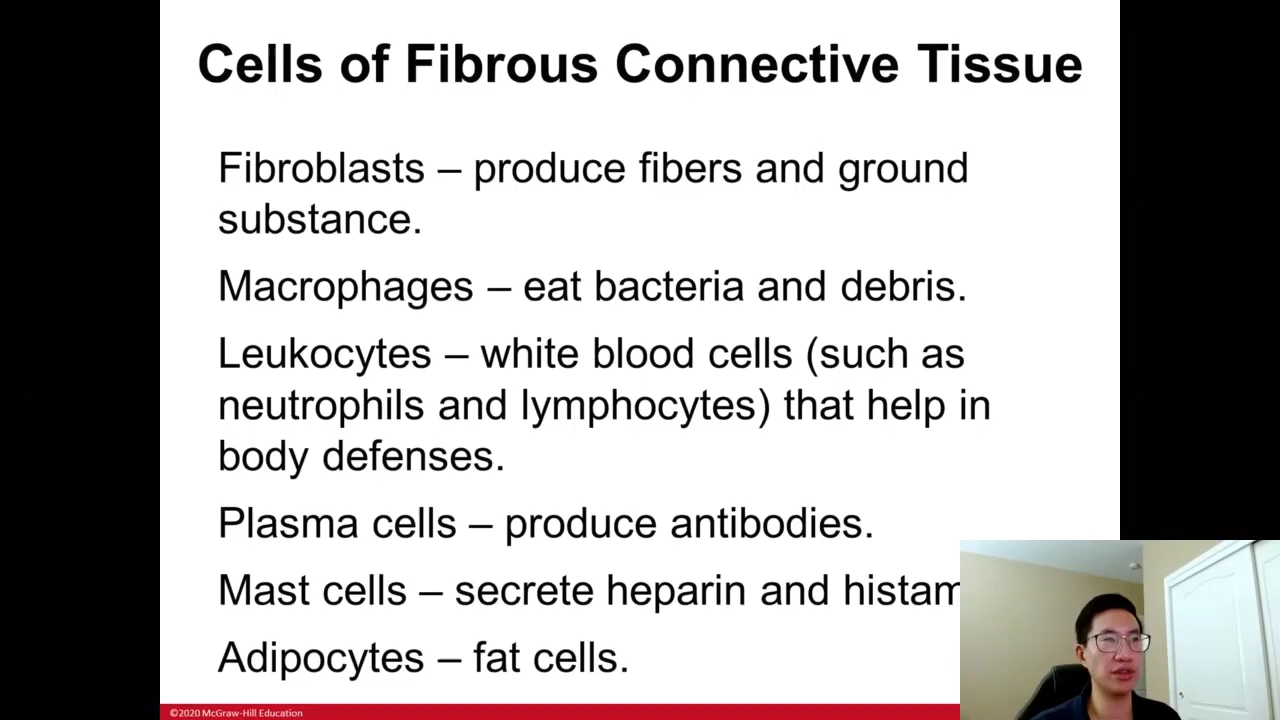 Cells of Fibrous Connective Tissue
Fibroblasts – produce fibers and ground
substance.
Macrophages – eat bacteria and debris.
Leukocytes – white blood cells (such as
neutrophils and lymphocytes) that help in
body defenses.
Plasma cells – produce antibodies.
Mast cells – secrete heparin and
Adipocytes – fat cells.
©2020 McGraw-Hill Education